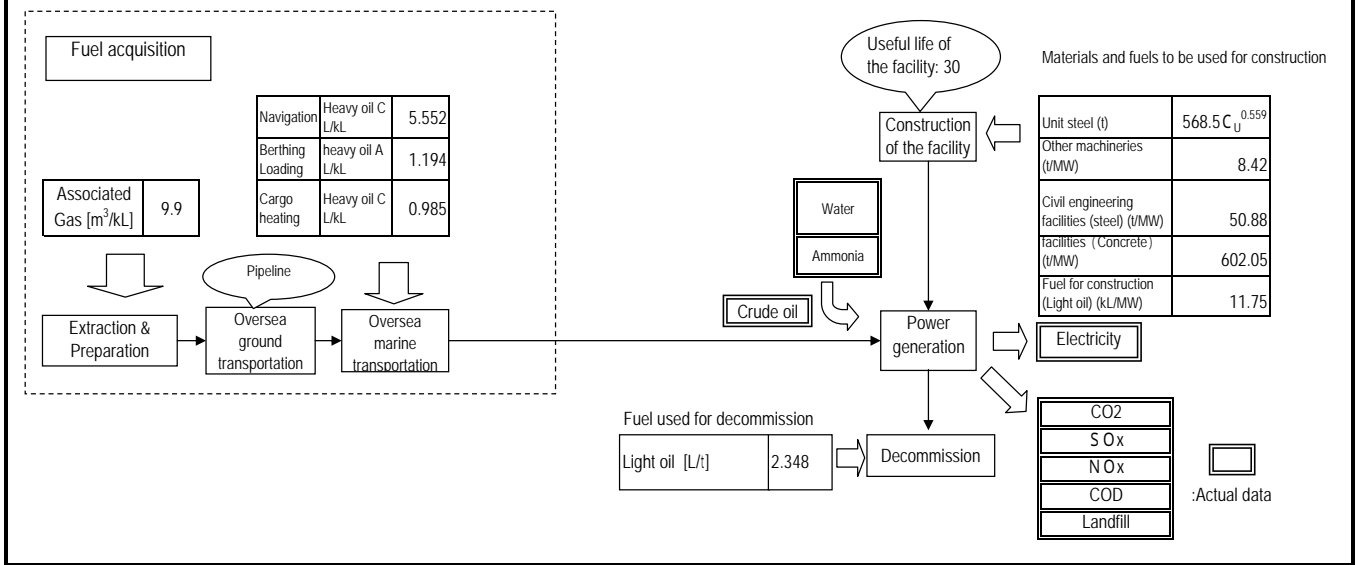 Fuel acquisition
Navigation
Heavy oil C
L/kL
5.552
Berthing
Loading
heavy oil A
L/kL
1.194
Cargo
heating
Heavy oil C
L/kL
0.985
Associated
Gas [m³/kL]
9.9
Pipeline
Extraction &
Preparation
Oversea
ground
transportation
Oversea
marine
transportation
Useful life of
the facility: 30
Construction
of the facility
Materials and fuels to be used for construction
Unit steel (t)
568.5C_U^0.559
Other machineries
(t/MW)
8.42
Civil engineering
facilities (steel) (t/MW)
50.88
facilities (Concrete)
(t/MW)
602.05
Fuel for construction
(Light oil) (kL/MW)
11.75
Water
Ammonia
Crude oil
Power
generation
Electricity
CO2
SOx
NOx
COD
Landfill
:Actual data
Fuel used for decommission
Light oil [L/t]
2.348
Decommission